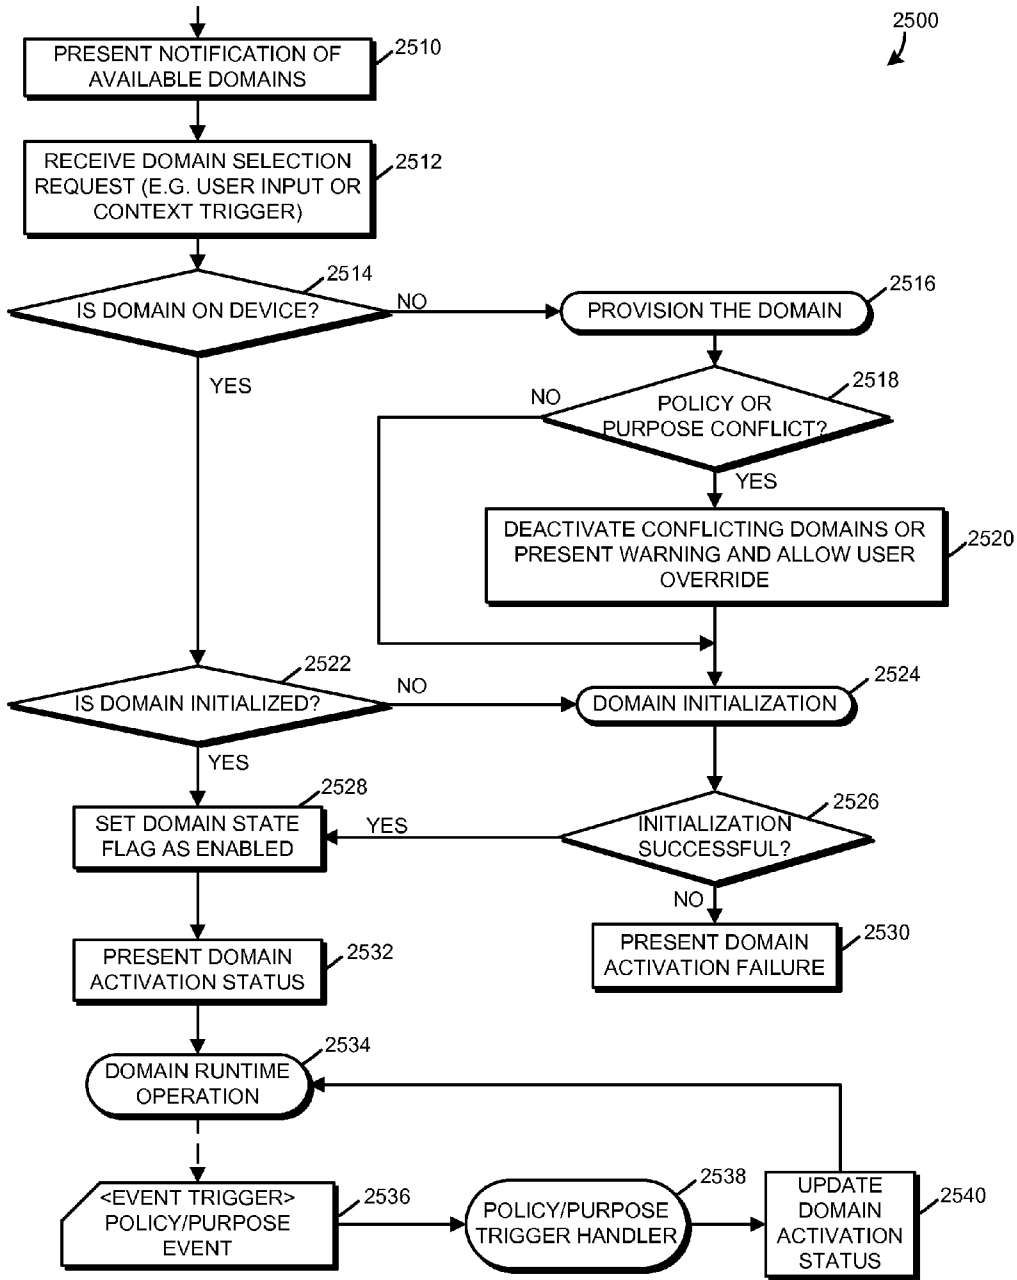 2500
PRESENT NOTIFICATION OF
AVAILABLE DOMAINS
2510
RECEIVE DOMAIN SELECTION
REQUEST (E.G. USER INPUT OR
CONTEXT TRIGGER)
2512
IS DOMAIN ON DEVICE?
2514
NO
YES
PROVISION THE DOMAIN
2516
POLICY OR
PURPOSE CONFLICT?
2518
NO
YES
DEACTIVATE CONFLICTING DOMAINS OR
PRESENT WARNING AND ALLOW USER
OVERRIDE
2520
IS DOMAIN INITIALIZED?
2522
NO
YES
DOMAIN INITIALIZATION
2524
INITIALIZATION
SUCCESSFUL?
2526
YES
NO
SET DOMAIN STATE
FLAG AS ENABLED
2528
PRESENT DOMAIN
ACTIVATION FAILURE
2530
PRESENT DOMAIN
ACTIVATION STATUS
2532
DOMAIN RUNTIME
OPERATION
2534
<EVENT TRIGGER>
POLICY/PURPOSE
EVENT
2536
POLICY/PURPOSE
TRIGGER HANDLER
2538
UPDATE
DOMAIN
ACTIVATION
STATUS
2540